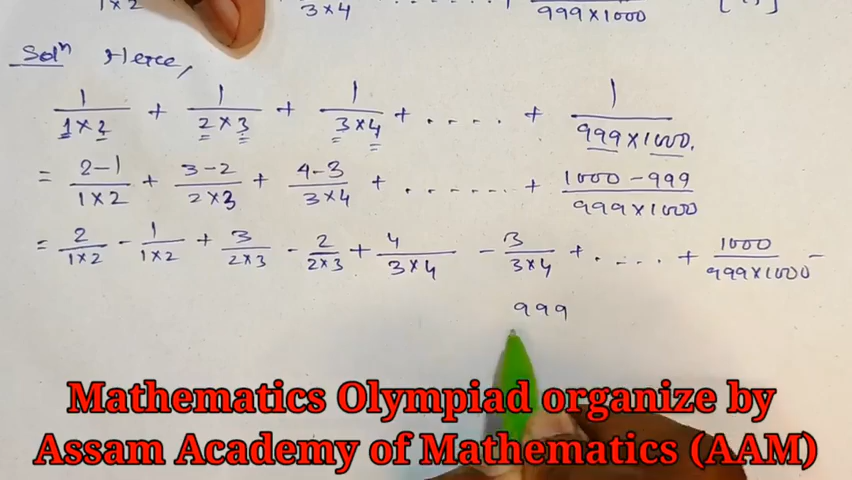 1×2 3×4 999×1000
Solⁿ Here,
1/1×2 + 1/2×3 + 1/3×4 + ..... + 1/999×1000.
= 2-1/1×2 + 3-2/2×3 + 4-3/3×4 + ....... + 1000-999/999×1000
= 2/1×2 - 1/1×2 + 3/2×3 - 2/2×3 + 4/3×4 - 3/3×4 + ..... + 1000/999×1000 -
999
Mathematics Olympiad organize by
Assam Academy of Mathematics (AAM)